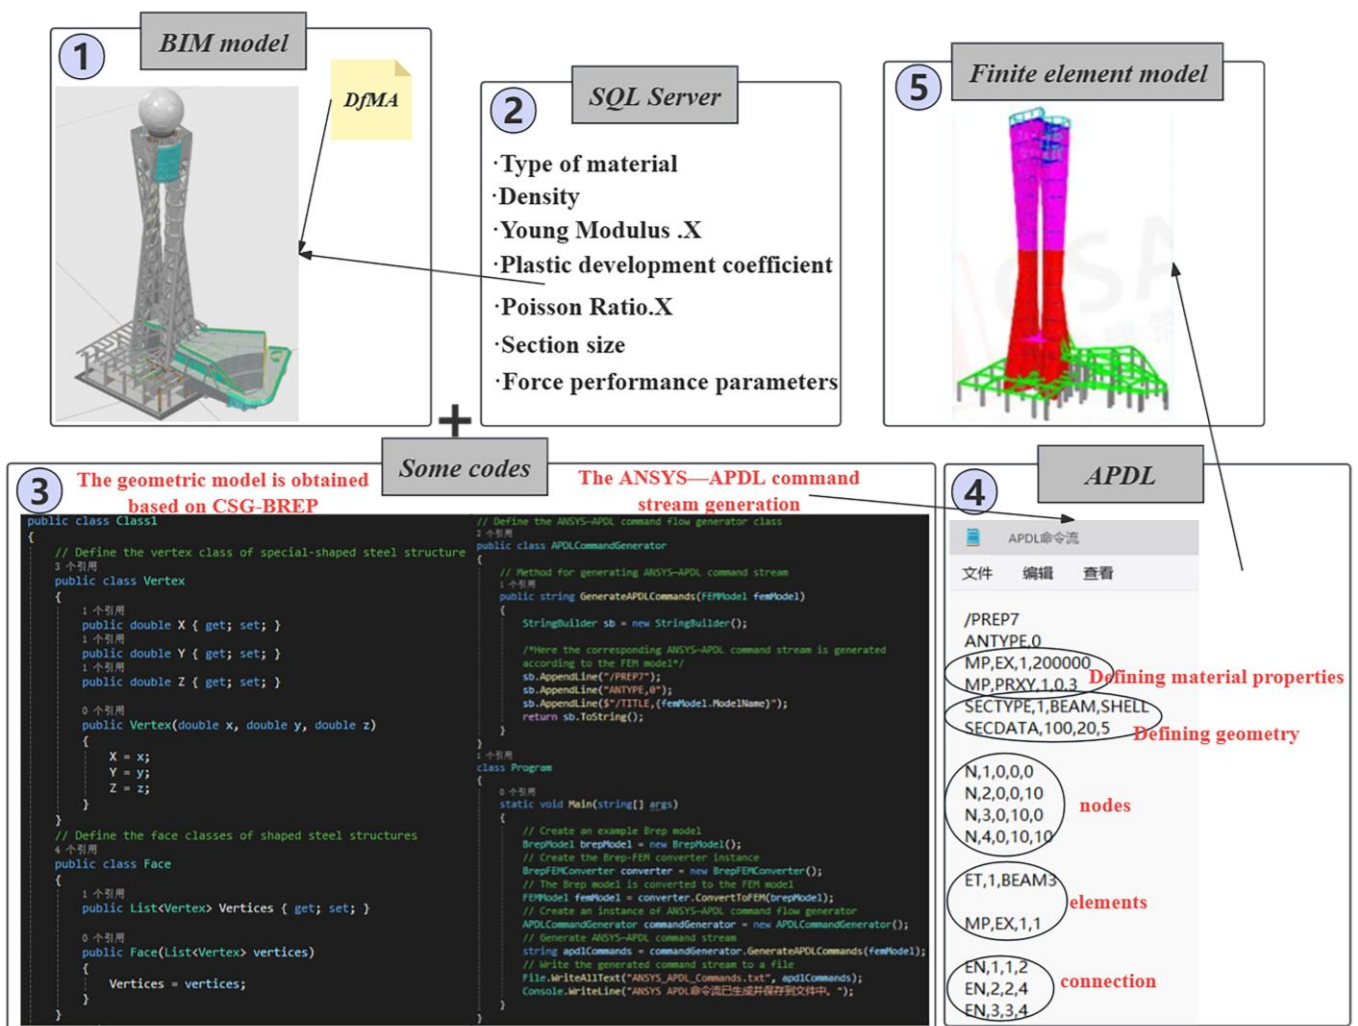 1
BIM model
DfMA
2
SQL Server
·Type of material
·Density
·Young Modulus .X
·Plastic development coefficient
·Poisson Ratio.X
·Section size
·Force performance parameters
5
Finite element model
+
Some codes
3
The geometric model is obtained
based on CSG-BREP
The ANSYS—APDL command
stream generation
public class Class1
{
// Define the vertex class of special-shaped steel structure
3 个引用
public class Vertex
{
1 个引用
public double X { get; set; }
1 个引用
public double Y { get; set; }
1 个引用
public double Z { get; set; }
0 个引用
public Vertex(double x, double y, double z)
{
X = x;
Y = y;
Z = z;
}
}
// Define the face classes of shaped steel structures
4 个引用
public class Face
{
1 个引用
public List<Vertex> Vertices { get; set; }
0 个引用
public Face(List<Vertex> vertices)
{
Vertices = vertices;
}
}
// Define the ANSYS—APDL command flow generator class
2 个引用
public class APDLCommandGenerator
{
// Method for generating ANSYS—APDL command stream
1 个引用
public string GenerateAPDLCommands(FEMModel femModel)
{
StringBuilder sb = new StringBuilder();
/*Here the corresponding ANSYS—APDL command stream is generated
according to the FEM model*/
sb.AppendLine("/PREP7");
sb.AppendLine("ANTYPE,0");
sb.AppendLine($"/TITLE,{femModel.ModelName}");
return sb.ToString();
}
}
1 个引用
class Program
{
0 个引用
static void Main(string[] args)
{
// Create an example Brep model
BrepModel brepModel = new BrepModel();
// Create the Brep-FEM converter instance
BrepFEMConverter converter = new BrepFEMConverter();
// The Brep model is converted to the FEM model
FEMModel femModel = converter.ConvertToFEM(brepModel);
// Create an instance of ANSYS—APDL command flow generator
APDLCommandGenerator commandGenerator = new APDLCommandGenerator();
// Generate ANSYS—APDL command stream
string apdlCommands = commandGenerator.GenerateAPDLCommands(femModel);
// Write the generated command stream to a file
File.WriteAllText("ANSYS_APDL_Commands.txt", apdlCommands);
Console.WriteLine("ANSYS APDL命令流已生成并保存到文件中。");
}
}
4
APDL
APDL命令流
文件 编辑 查看
/PREP7
ANTYPE,0
MP,EX,1,200000
MP,PRXY,1,0.3
Defining material properties
SECTYPE,1,BEAM,SHELL
SECDATA,100,20,5
Defining geometry
N,1,0,0,0
N,2,0,0,10
N,3,0,10,0
N,4,0,10,10
nodes
ET,1,BEAM3
MP,EX,1,1
elements
EN,1,1,2
EN,2,2,4
EN,3,3,4
connection